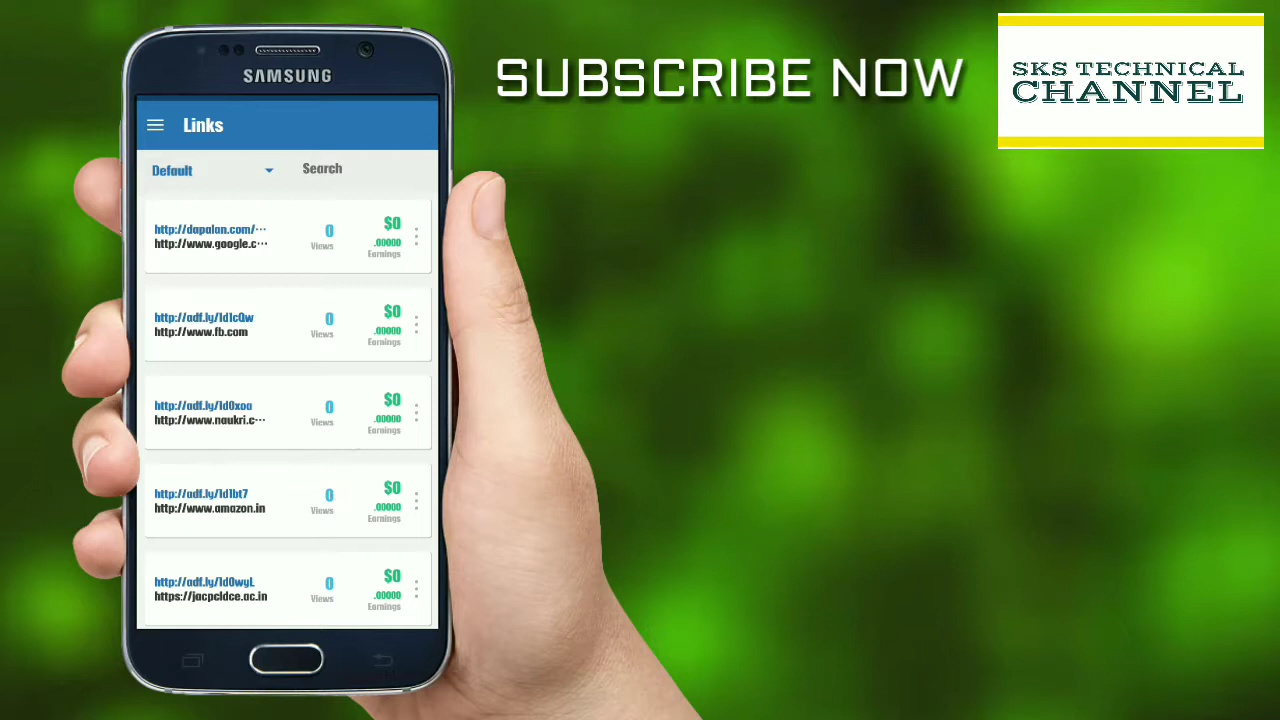 SAMSUNG
Links
Default
Search
http://dapalan.com/···
http://www.google.c···
0
Views
$0
.00000
Earnings
http://adf.ly/1d1cQw
http://www.fb.com
0
Views
$0
.00000
Earnings
http://adf.ly/1d0xoa
http://www.naukri.c···
0
Views
$0
.00000
Earnings
http://adf.ly/1d1bt7
http://www.amazon.in
0
Views
$0
.00000
Earnings
http://adf.ly/1d0wyL
https://jacpcldce.ac.in
0
Views
$0
.00000
Earnings
SUBSCRIBE NOW
SKS TECHNICAL
CHANNEL